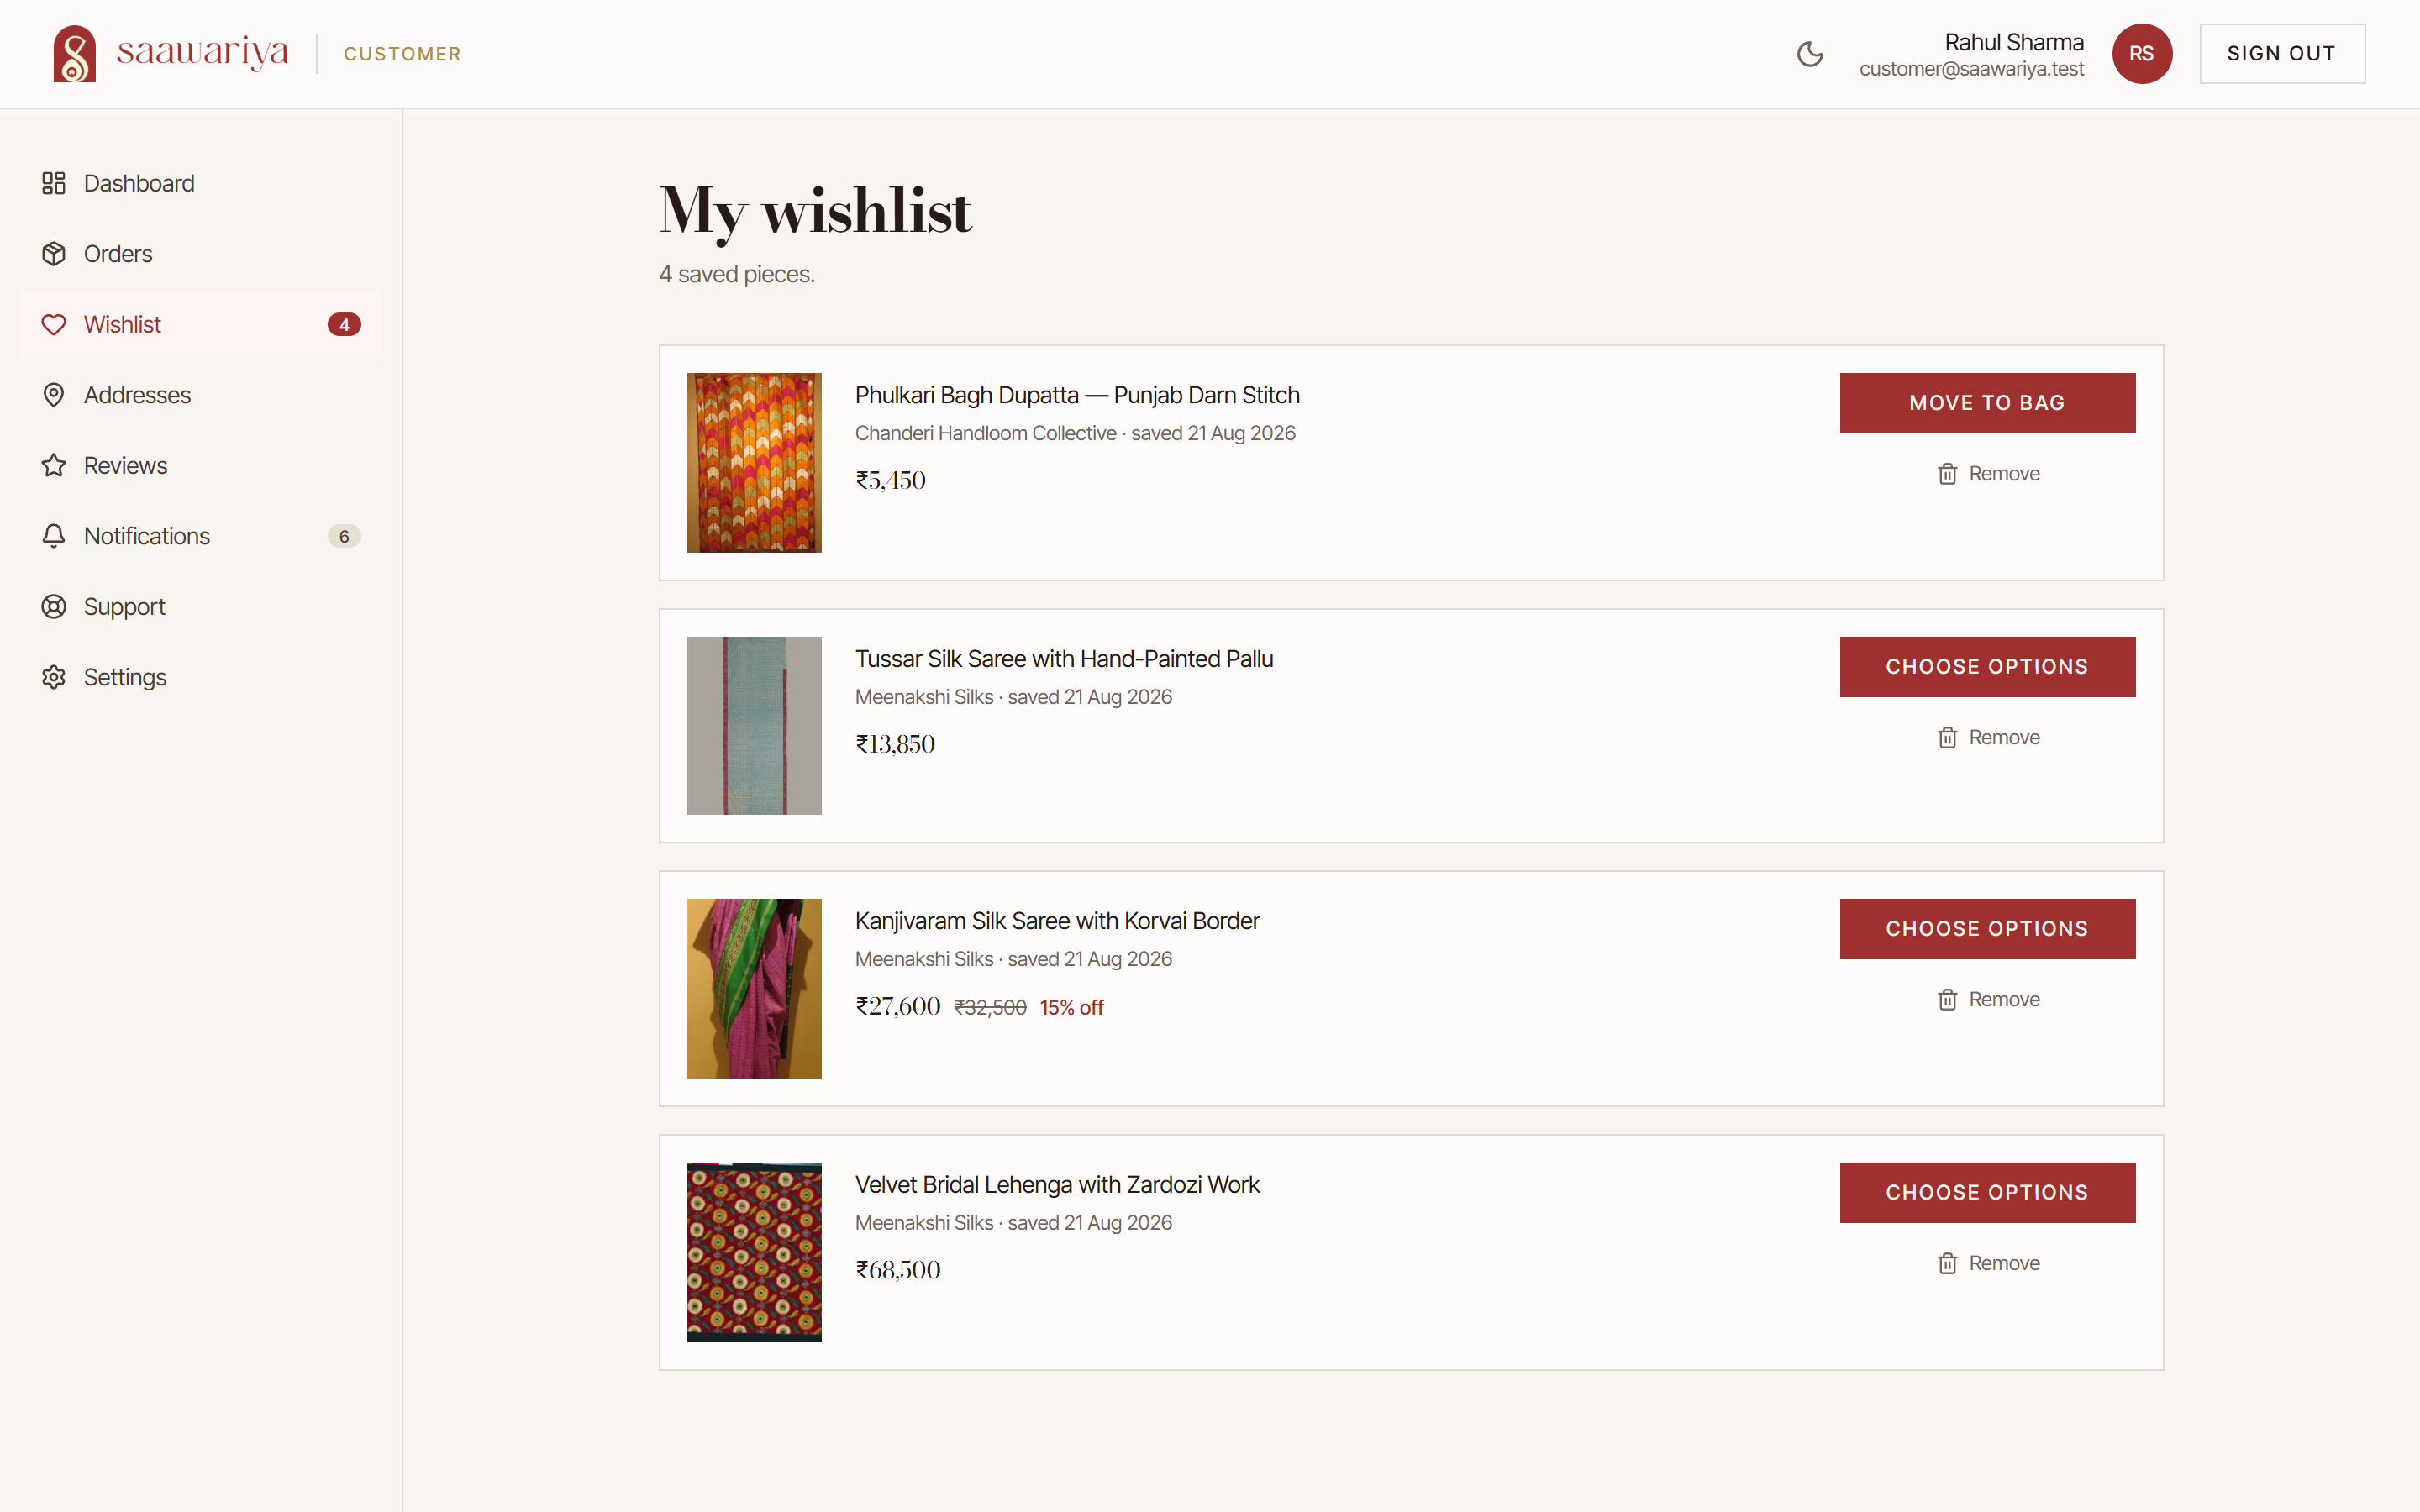 saawariya
CUSTOMER
Rahul Sharma
customer@saawariya.test
RS
SIGN OUT
Dashboard
Orders
Wishlist 4
Addresses
Reviews
Notifications 6
Support
Settings
My wishlist
4 saved pieces.
Phulkari Bagh Dupatta — Punjab Darn Stitch
Chanderi Handloom Collective · saved 21 Aug 2026
₹5,450
MOVE TO BAG
Remove
Tussar Silk Saree with Hand-Painted Pallu
Meenakshi Silks · saved 21 Aug 2026
₹13,850
CHOOSE OPTIONS
Remove
Kanjivaram Silk Saree with Korvai Border
Meenakshi Silks · saved 21 Aug 2026
₹27,600 ₹32,500 15% off
CHOOSE OPTIONS
Remove
Velvet Bridal Lehenga with Zardozi Work
Meenakshi Silks · saved 21 Aug 2026
₹68,500
CHOOSE OPTIONS
Remove